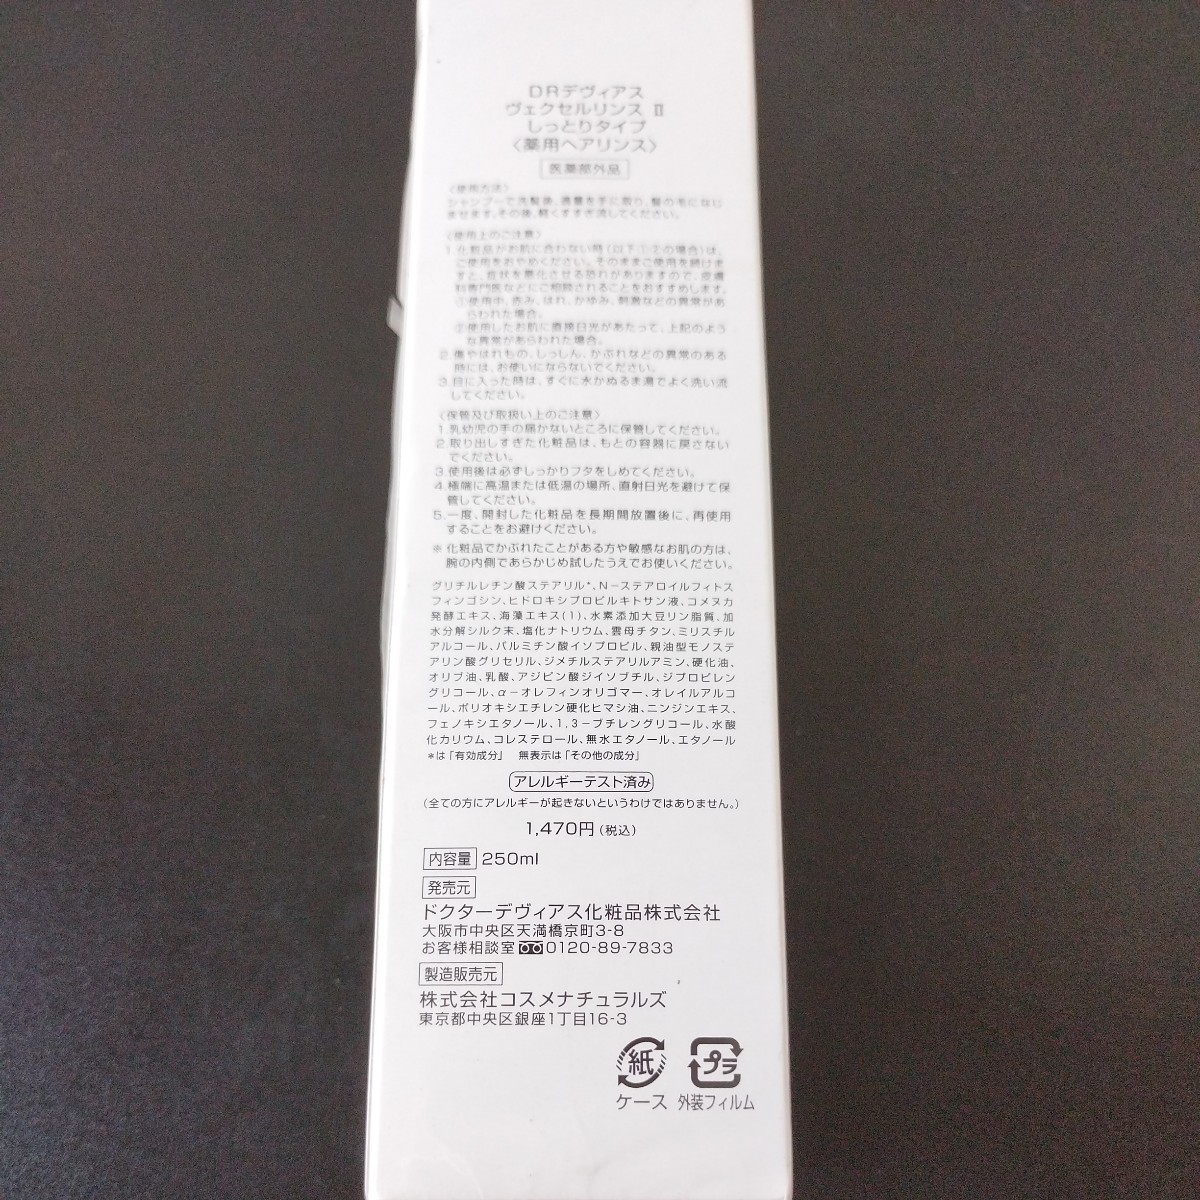 DRデヴィアス
ヴェクセルリンス Ⅱ
しっとりタイプ
〈薬用ヘアリンス〉
医薬部外品
〈使用方法〉
シャンプーで洗髪後、適量を手に取り、髪の毛になじ
ませます。その後、軽くすすぎ流してください。
〈使用上のご注意〉
1.化粧品がお肌に合わない時(以下①②の場合)は、
ご使用をおやめください。そのままご使用を続けま
すと、症状を悪化させる恐れがありますので、皮膚
科専門医などにご相談されることをおすすめします。
①使用中、赤み、はれ、かゆみ、刺激などの異常があ
らわれた場合。
②使用したお肌に直接日光があたって、上記のよう
な異常があらわれた場合。
2.傷やはれもの、しっしん、かぶれなどの異常のある
時には、お使いにならないでください。
3.目に入った時は、すぐに水かぬるま湯でよく洗い流
してください。
〈保管及び取扱い上のご注意〉
1.乳幼児の手の届かないところに保管してください。
2.取り出しすぎた化粧品は、もとの容器に戻さない
でください。
3.使用後は必ずしっかりフタをしめてください。
4.極端に高温または低温の場所、直射日光を避けて保
管してください。
5.一度、開封した化粧品を長期間放置後に、再使用
することをお避けください。
※化粧品でかぶれたことがある方や敏感なお肌の方は、
腕の内側であらかじめ試したうえでお使いください。
グリチルレチン酸ステアリル*、N－ステアロイルフィトス
フィンゴシン、ヒドロキシプロピルキトサン液、コメヌカ
発酵エキス、海藻エキス(1)、水素添加大豆リン脂質、加
水分解シルク末、塩化ナトリウム、雲母チタン、ミリスチル
アルコール、パルミチン酸イソプロピル、親油型モノステ
アリン酸グリセリル、ジメチルステアリルアミン、硬化油、
オリブ油、乳酸、アジピン酸ジイソブチル、ジプロピレン
グリコール、α－オレフィンオリゴマー、オレイルアルコ
ール、ポリオキシエチレン硬化ヒマシ油、ニンジンエキス、
フェノキシエタノール、1,3－ブチレングリコール、水酸
化カリウム、コレステロール、無水エタノール、エタノール
*は「有効成分」 無表示は「その他の成分」
アレルギーテスト済み
(全ての方にアレルギーが起きないというわけではありません。)
1,470円(税込)
内容量 250ml
発売元
ドクターデヴィアス化粧品株式会社
大阪市中央区天満橋京町3-8
お客様相談室 0120-89-7833
製造販売元
株式会社コスメナチュラルズ
東京都中央区銀座1丁目16-3
紙 プラ
ケース 外装フィルム